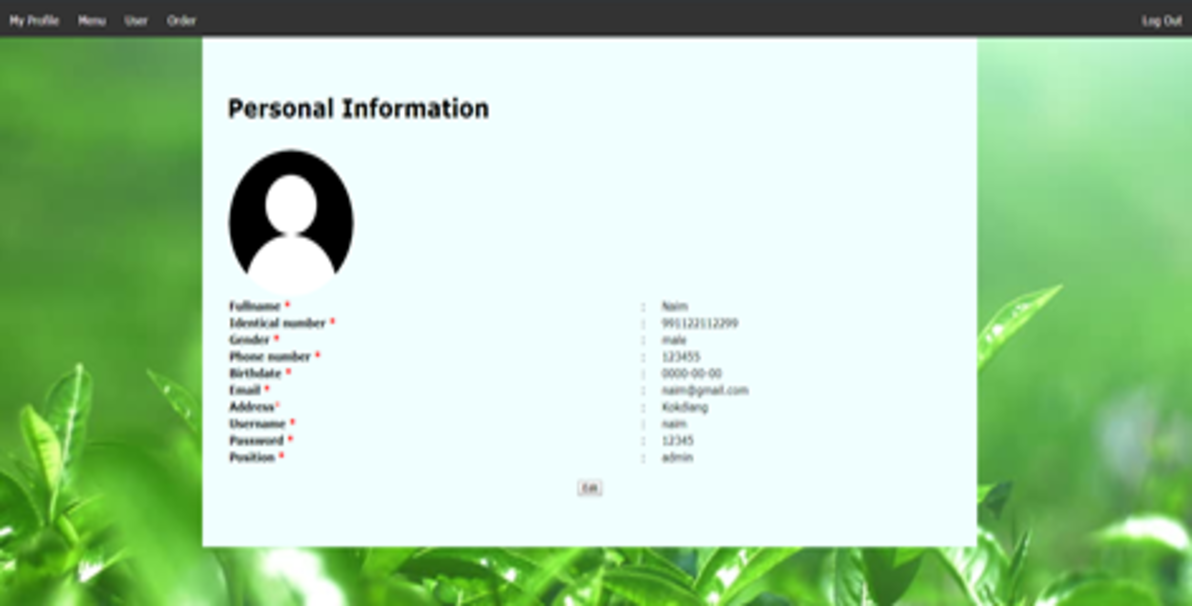 My Profile Menu User Order Log Out
Personal Information
Fullname * : Naim
Identical number * : 991122112299
Gender * : male
Phone number * : 123455
Birthdate * : 0000-00-00
Email * : naim@gmail.com
Address* : Kokdiang
Username * : naim
Password * : 12345
Position * : admin
Edit